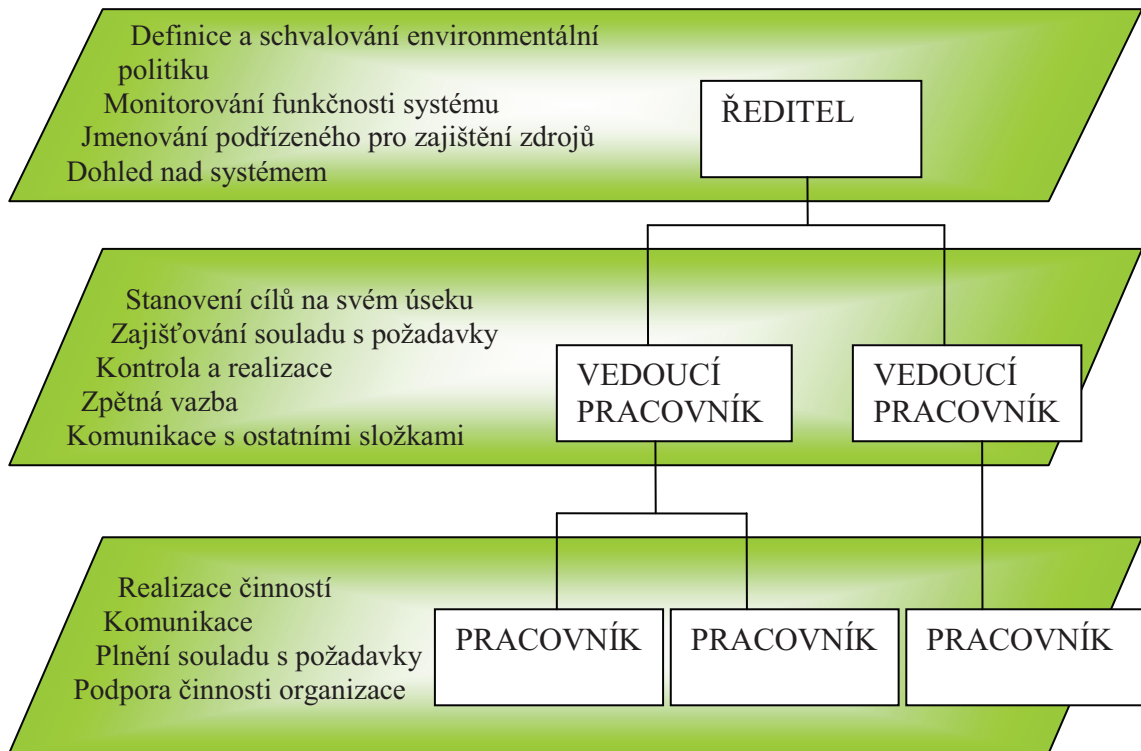 Definice a schvalování environmentální
politiku
Monitorování funkčnosti systému
Jmenování podřízeného pro zajištění zdrojů
Dohled nad systémem
ŘEDITEL
Stanovení cílů na svém úseku
Zajišťování souladu s požadavky
Kontrola a realizace
Zpětná vazba
Komunikace s ostatními složkami
VEDOUCÍ
PRACOVNÍK
VEDOUCÍ
PRACOVNÍK
Realizace činností
Komunikace
Plnění souladu s požadavky
Podpora činnosti organizace
PRACOVNÍK
PRACOVNÍK
PRACOVNÍK